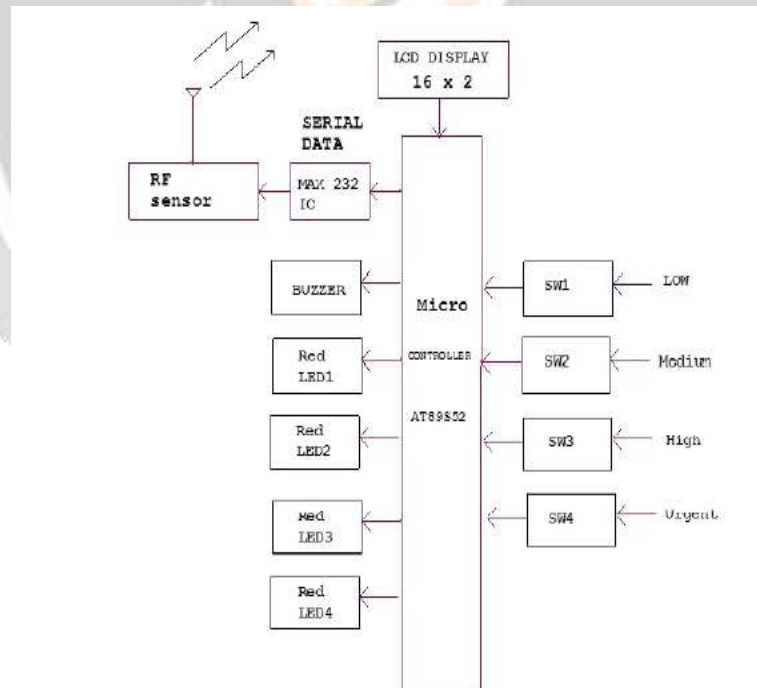 LCD DISPLAY
16 x 2
SERIAL
DATA
RF
sensor
MAX 232
IC
BUZZER
Micro
CONTROLLER
AT89S02
SW1
LOW
Red
LED1
SW2
Medium
Red
LED2
SW3
High
Red
LED3
SW4
Urgent
Red
LED4